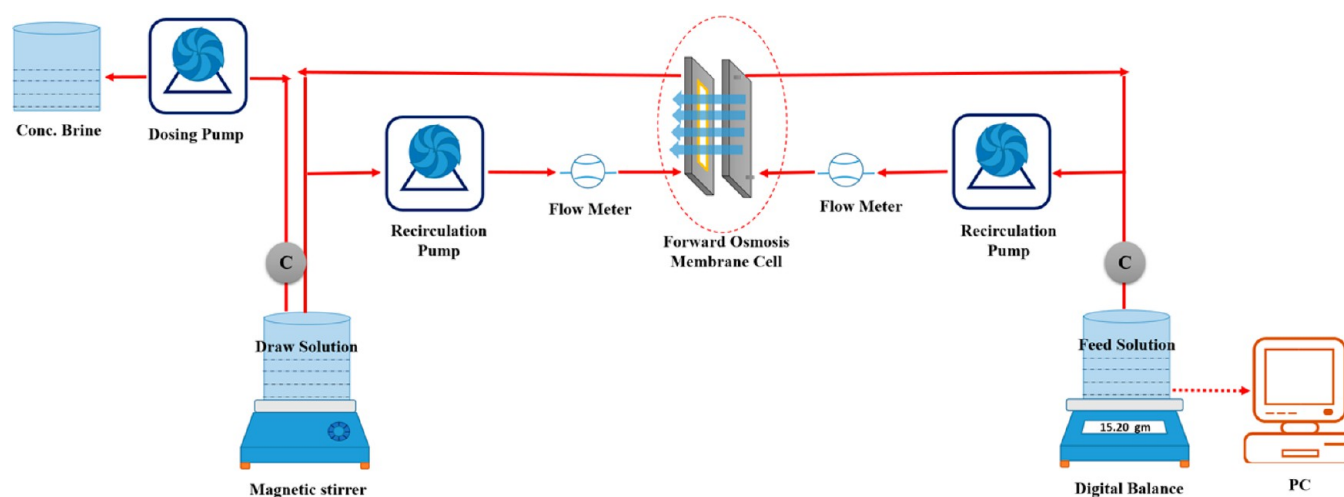 Conc. Brine
Dosing Pump
Recirculation
Pump
Flow Meter
Forward Osmosis
Membrane Cell
Flow Meter
Recirculation
Pump
C
C
Draw Solution
Feed Solution
15.20 gm
Magnetic stirrer
Digital Balance
PC